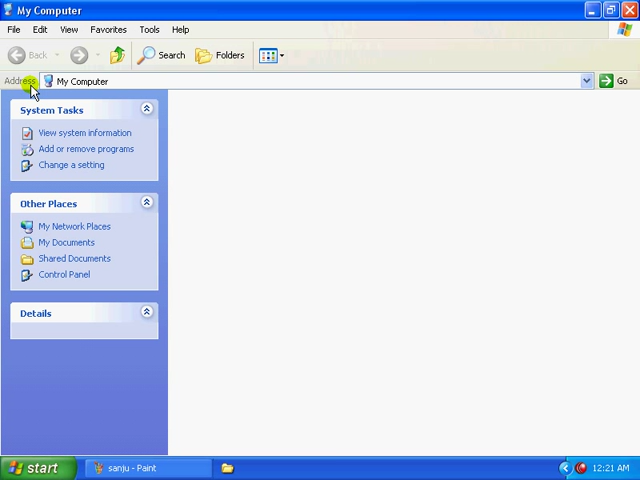 My Computer
File Edit View Favorites Tools Help
Back Search Folders
Address My Computer Go
System Tasks
View system information
Add or remove programs
Change a setting
Other Places
My Network Places
My Documents
Shared Documents
Control Panel
Details
start sanju - Paint 12:21 AM